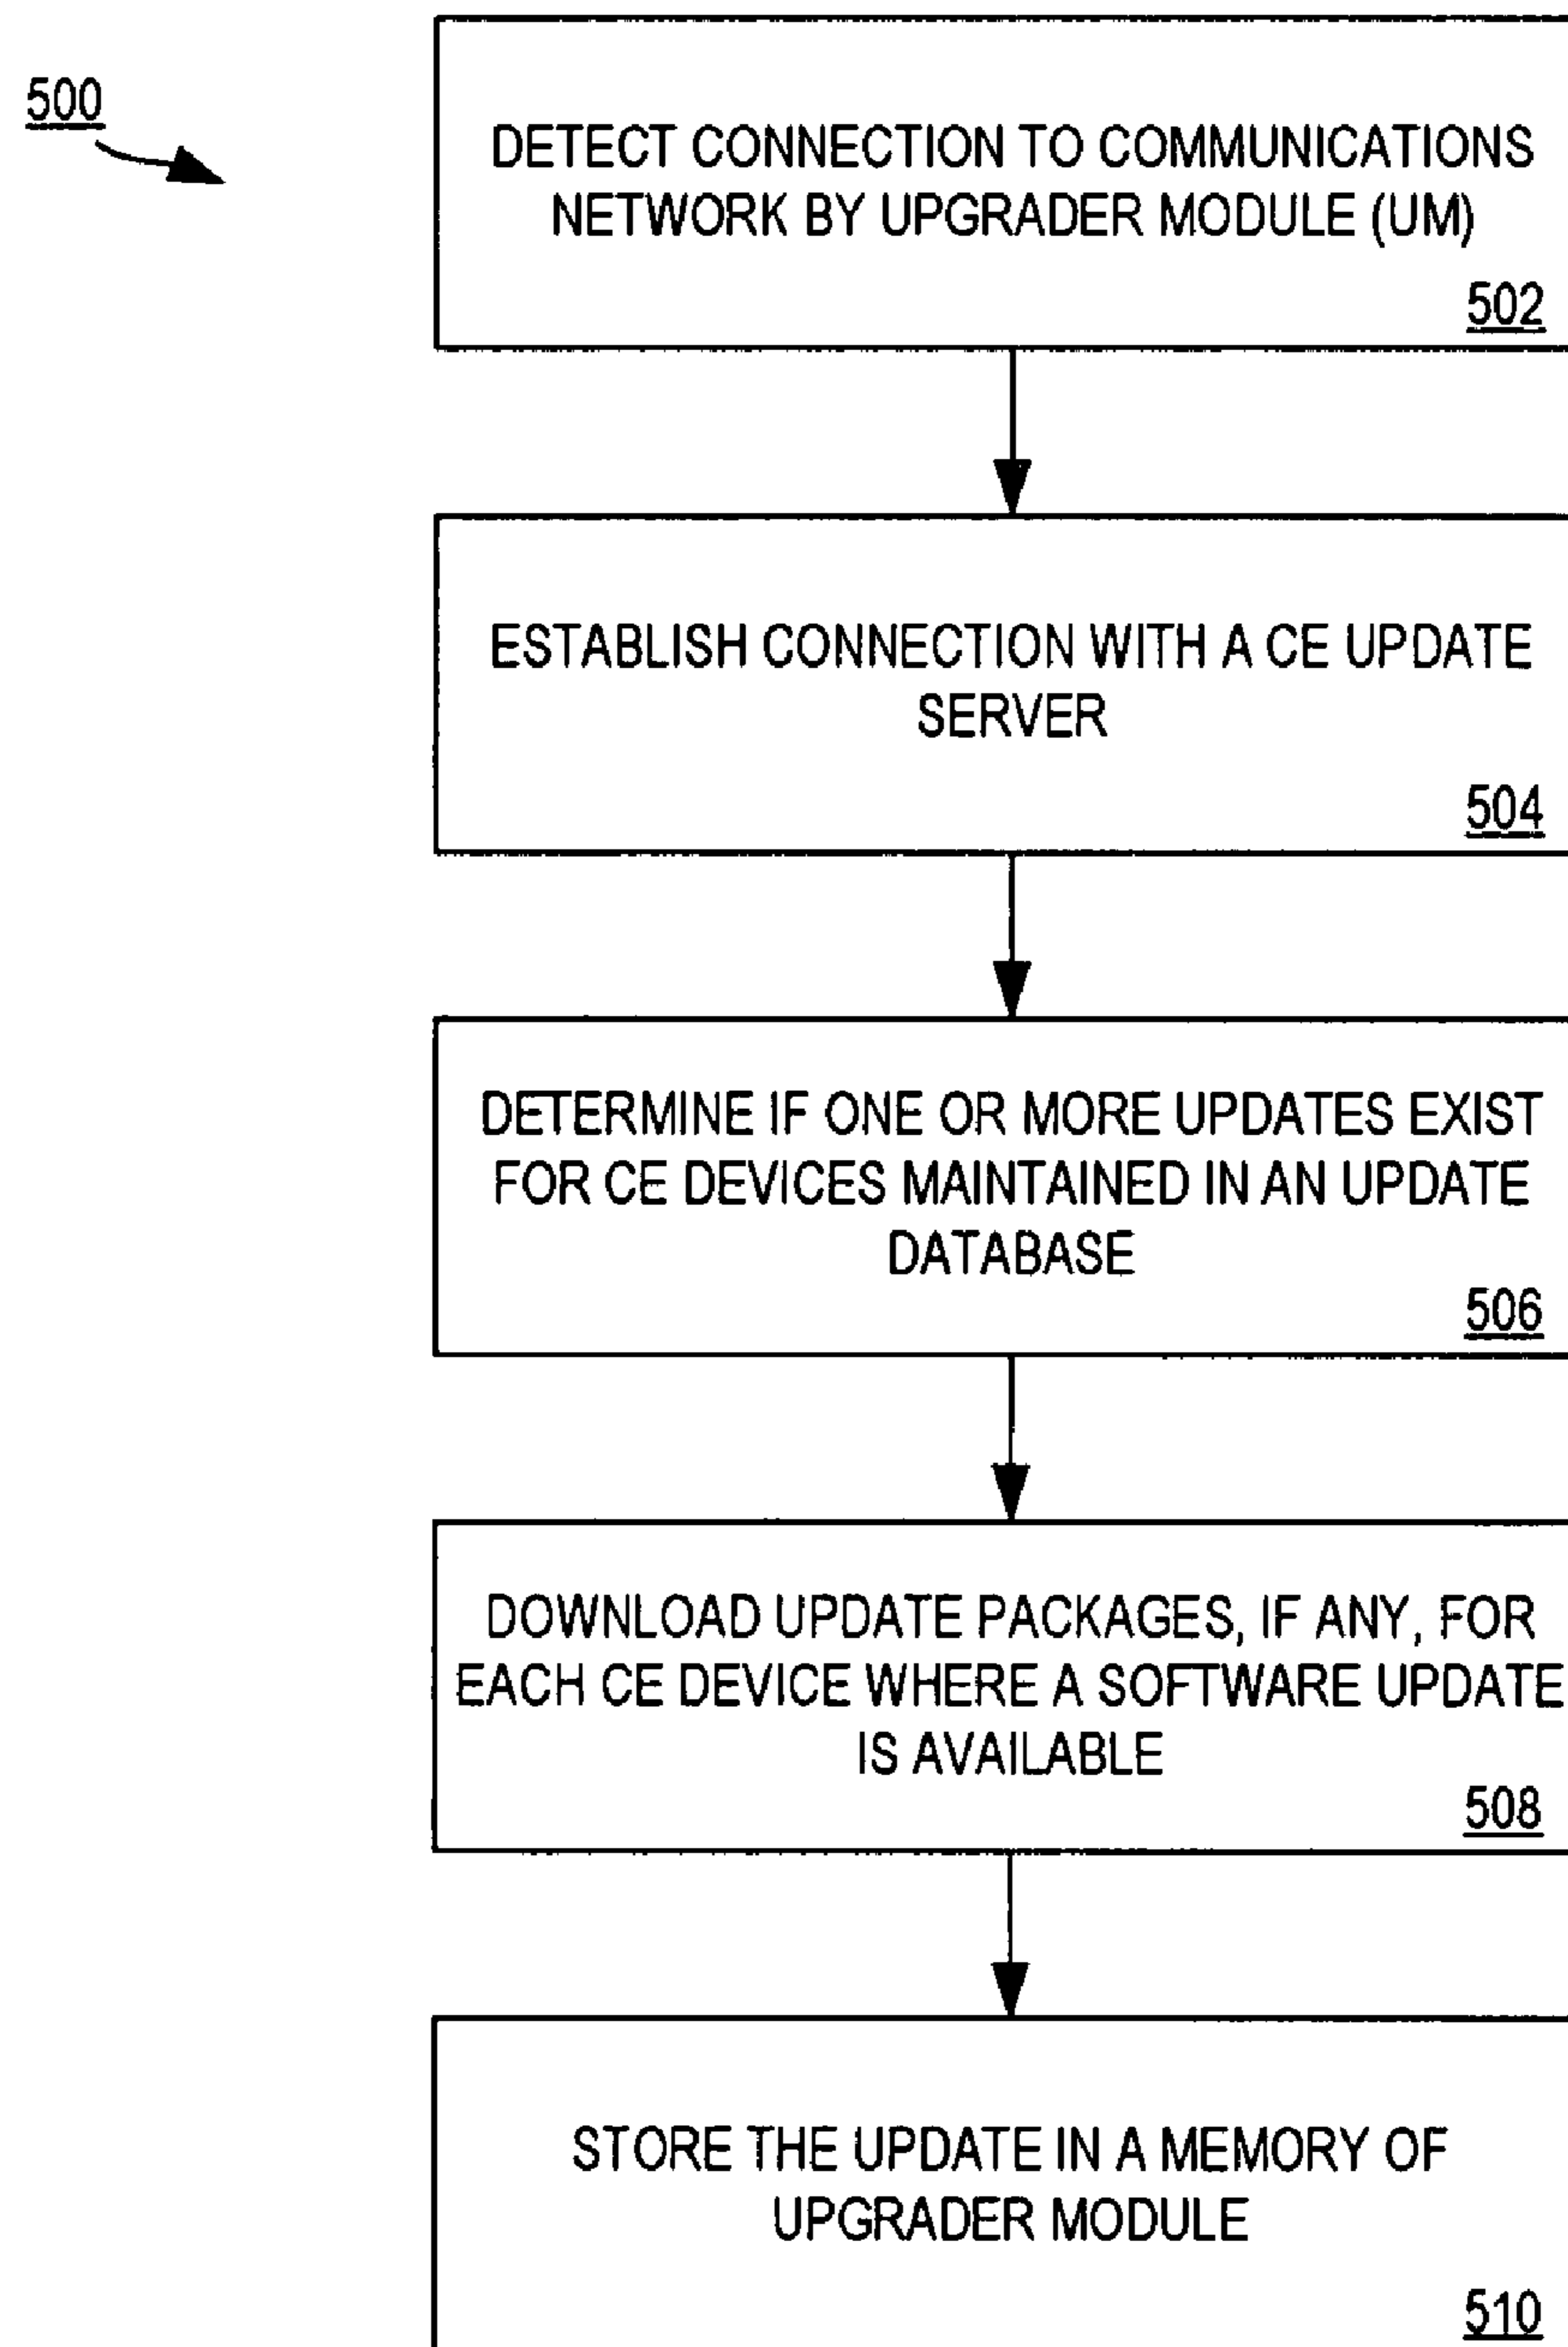 500
DETECT CONNECTION TO COMMUNICATIONS
NETWORK BY UPGRADER MODULE (UM)
502
ESTABLISH CONNECTION WITH A CE UPDATE
SERVER
504
DETERMINE IF ONE OR MORE UPDATES EXIST
FOR CE DEVICES MAINTAINED IN AN UPDATE
DATABASE
506
DOWNLOAD UPDATE PACKAGES, IF ANY, FOR
EACH CE DEVICE WHERE A SOFTWARE UPDATE
IS AVAILABLE
508
STORE THE UPDATE IN A MEMORY OF
UPGRADER MODULE
510